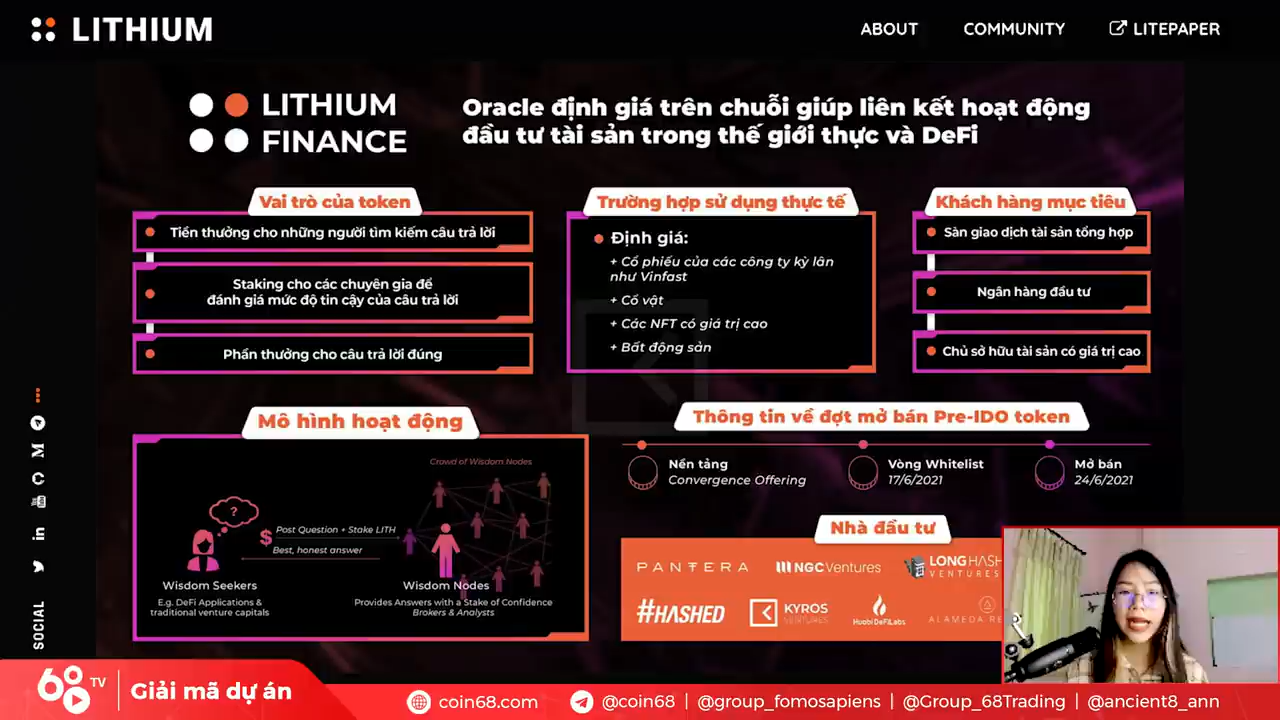 LITHIUM
ABOUT
COMMUNITY
LITEPAPER
LITHIUM
FINANCE
Oracle định giá trên chuỗi giúp liên kết hoạt động
đầu tư tài sản trong thế giới thực và DeFi
Vai trò của token
Tiền thưởng cho những người tìm kiếm câu trả lời
Staking cho các chuyên gia để
đánh giá mức độ tin cậy của câu trả lời
Phần thưởng cho câu trả lời đúng
Trường hợp sử dụng thực tế
Định giá:
+ Cổ phiếu của các công ty kỳ lân
như Vinfast
+ Cổ vật
+ Các NFT có giá trị cao
+ Bất động sản
Khách hàng mục tiêu
Sàn giao dịch tài sản tổng hợp
Ngân hàng đầu tư
Chủ sở hữu tài sản có giá trị cao
Mô hình hoạt động
Crowd of Wisdom Nodes
?
$
Post Question + Stake LITH
Best, honest answer
Wisdom Seekers
E.g. DeFi Applications &
traditional venture capitals
Wisdom Nodes
Provides Answers with a Stake of Confidence
Brokers & Analysts
Thông tin về đợt mở bán Pre-IDO token
Nền tảng
Convergence Offering
Vòng Whitelist
17/6/2021
Mở bán
24/6/2021
Nhà đầu tư
PANTERA
NGC Ventures
LONGHASH
VENTURES
#HASHED
KYROS
VENTURES
Huobi DeFiLabs
ALAMEDA RE
SOCIAL
68 TV
Giải mã dự án
coin68.com
@coin68 | @group_fomosapiens | @Group_68Trading | @ancient8_ann